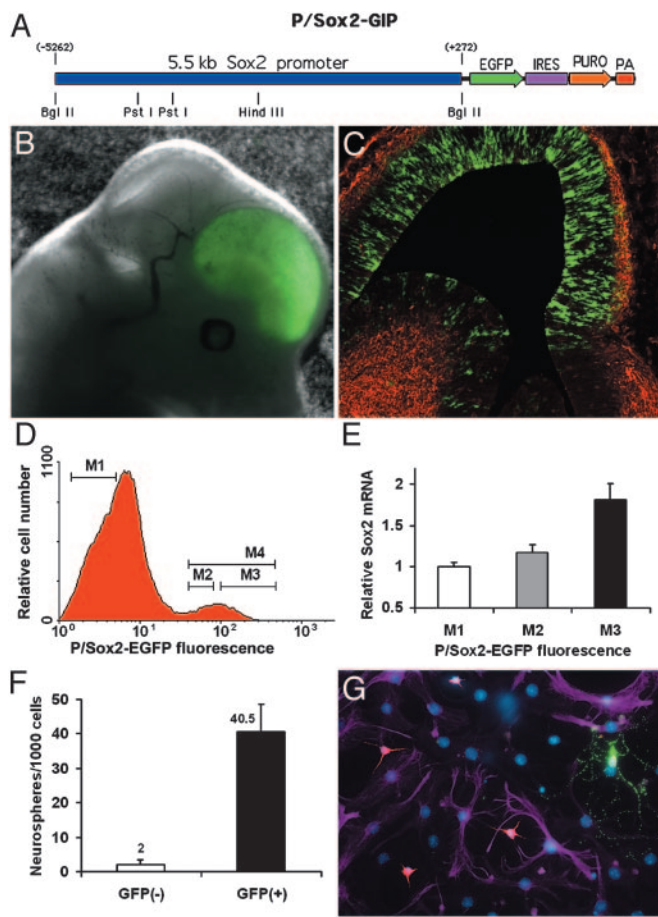 A
P/Sox2-GIP
(-5262)
(+272)
5.5 kb Sox2 promoter
EGFP
IRES
PURO
PA
Bgl II
Pst I
Pst I
Hind III
Bgl II
B
C
D
1100
Relative cell number
0
M1
M4
M2
M3
10⁰
10¹
10²
10³
P/Sox2-EGFP fluorescence
E
Relative Sox2 mRNA
2
1.5
1
0.5
M1
M2
M3
P/Sox2-EGFP fluorescence
F
Neurospheres/1000 cells
50
40
30
20
10
0
2
40.5
GFP(-)
GFP(+)
G